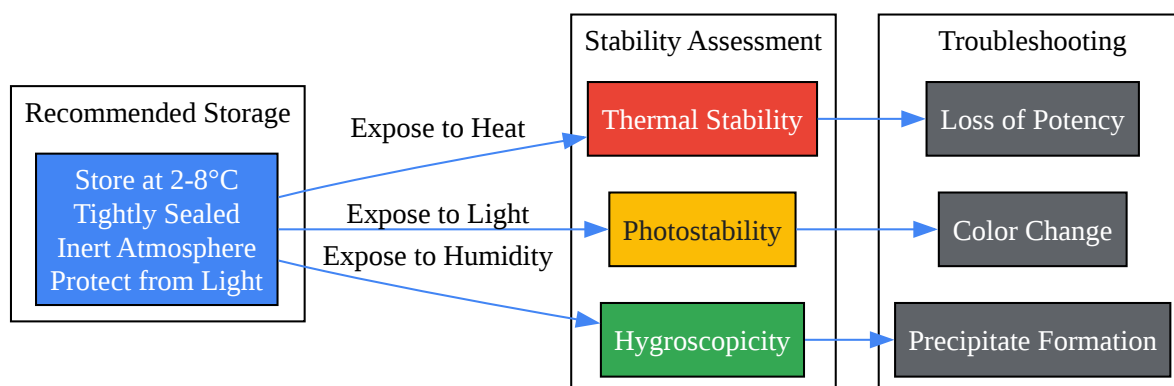 Recommended Storage
Store at 2-8°C
Tightly Sealed
Inert Atmosphere
Protect from Light
Expose to Heat
Expose to Light
Expose to Humidity
Stability Assessment
Thermal Stability
Photostability
Hygroscopicity
Troubleshooting
Loss of Potency
Color Change
Precipitate Formation